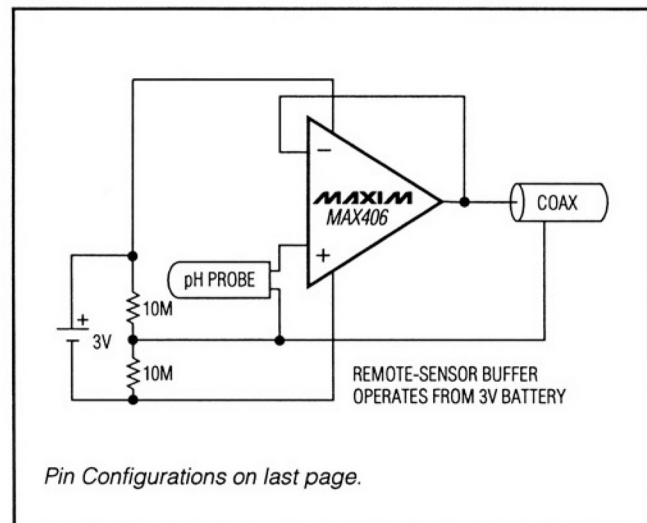 −
MAXIM
MAX406
+
COAX
pH PROBE
+
10M
3V
10M
REMOTE-SENSOR BUFFER
OPERATES FROM 3V BATTERY
Pin Configurations on last page.